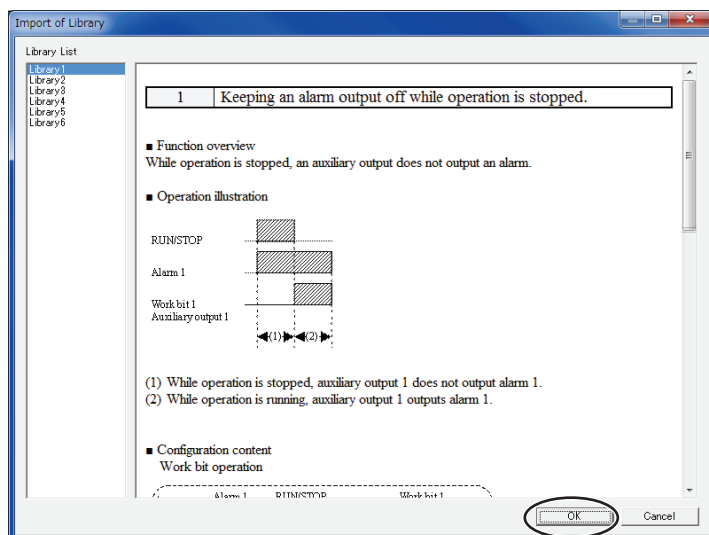 Import of Library
Library List
Library1
Library2
Library3
Library4
Library5
Library6
1 Keeping an alarm output off while operation is stopped.
■ Function overview
While operation is stopped, an auxiliary output does not output an alarm.
■ Operation illustration
RUN/STOP
Alarm 1
Work bit 1
Auxiliary output 1
(1) (2)
(1) While operation is stopped, auxiliary output 1 does not output alarm 1.
(2) While operation is running, auxiliary output 1 outputs alarm 1.
■ Configuration content
Work bit operation
Alarm 1 RUN/STOP Work bit 1
OK Cancel